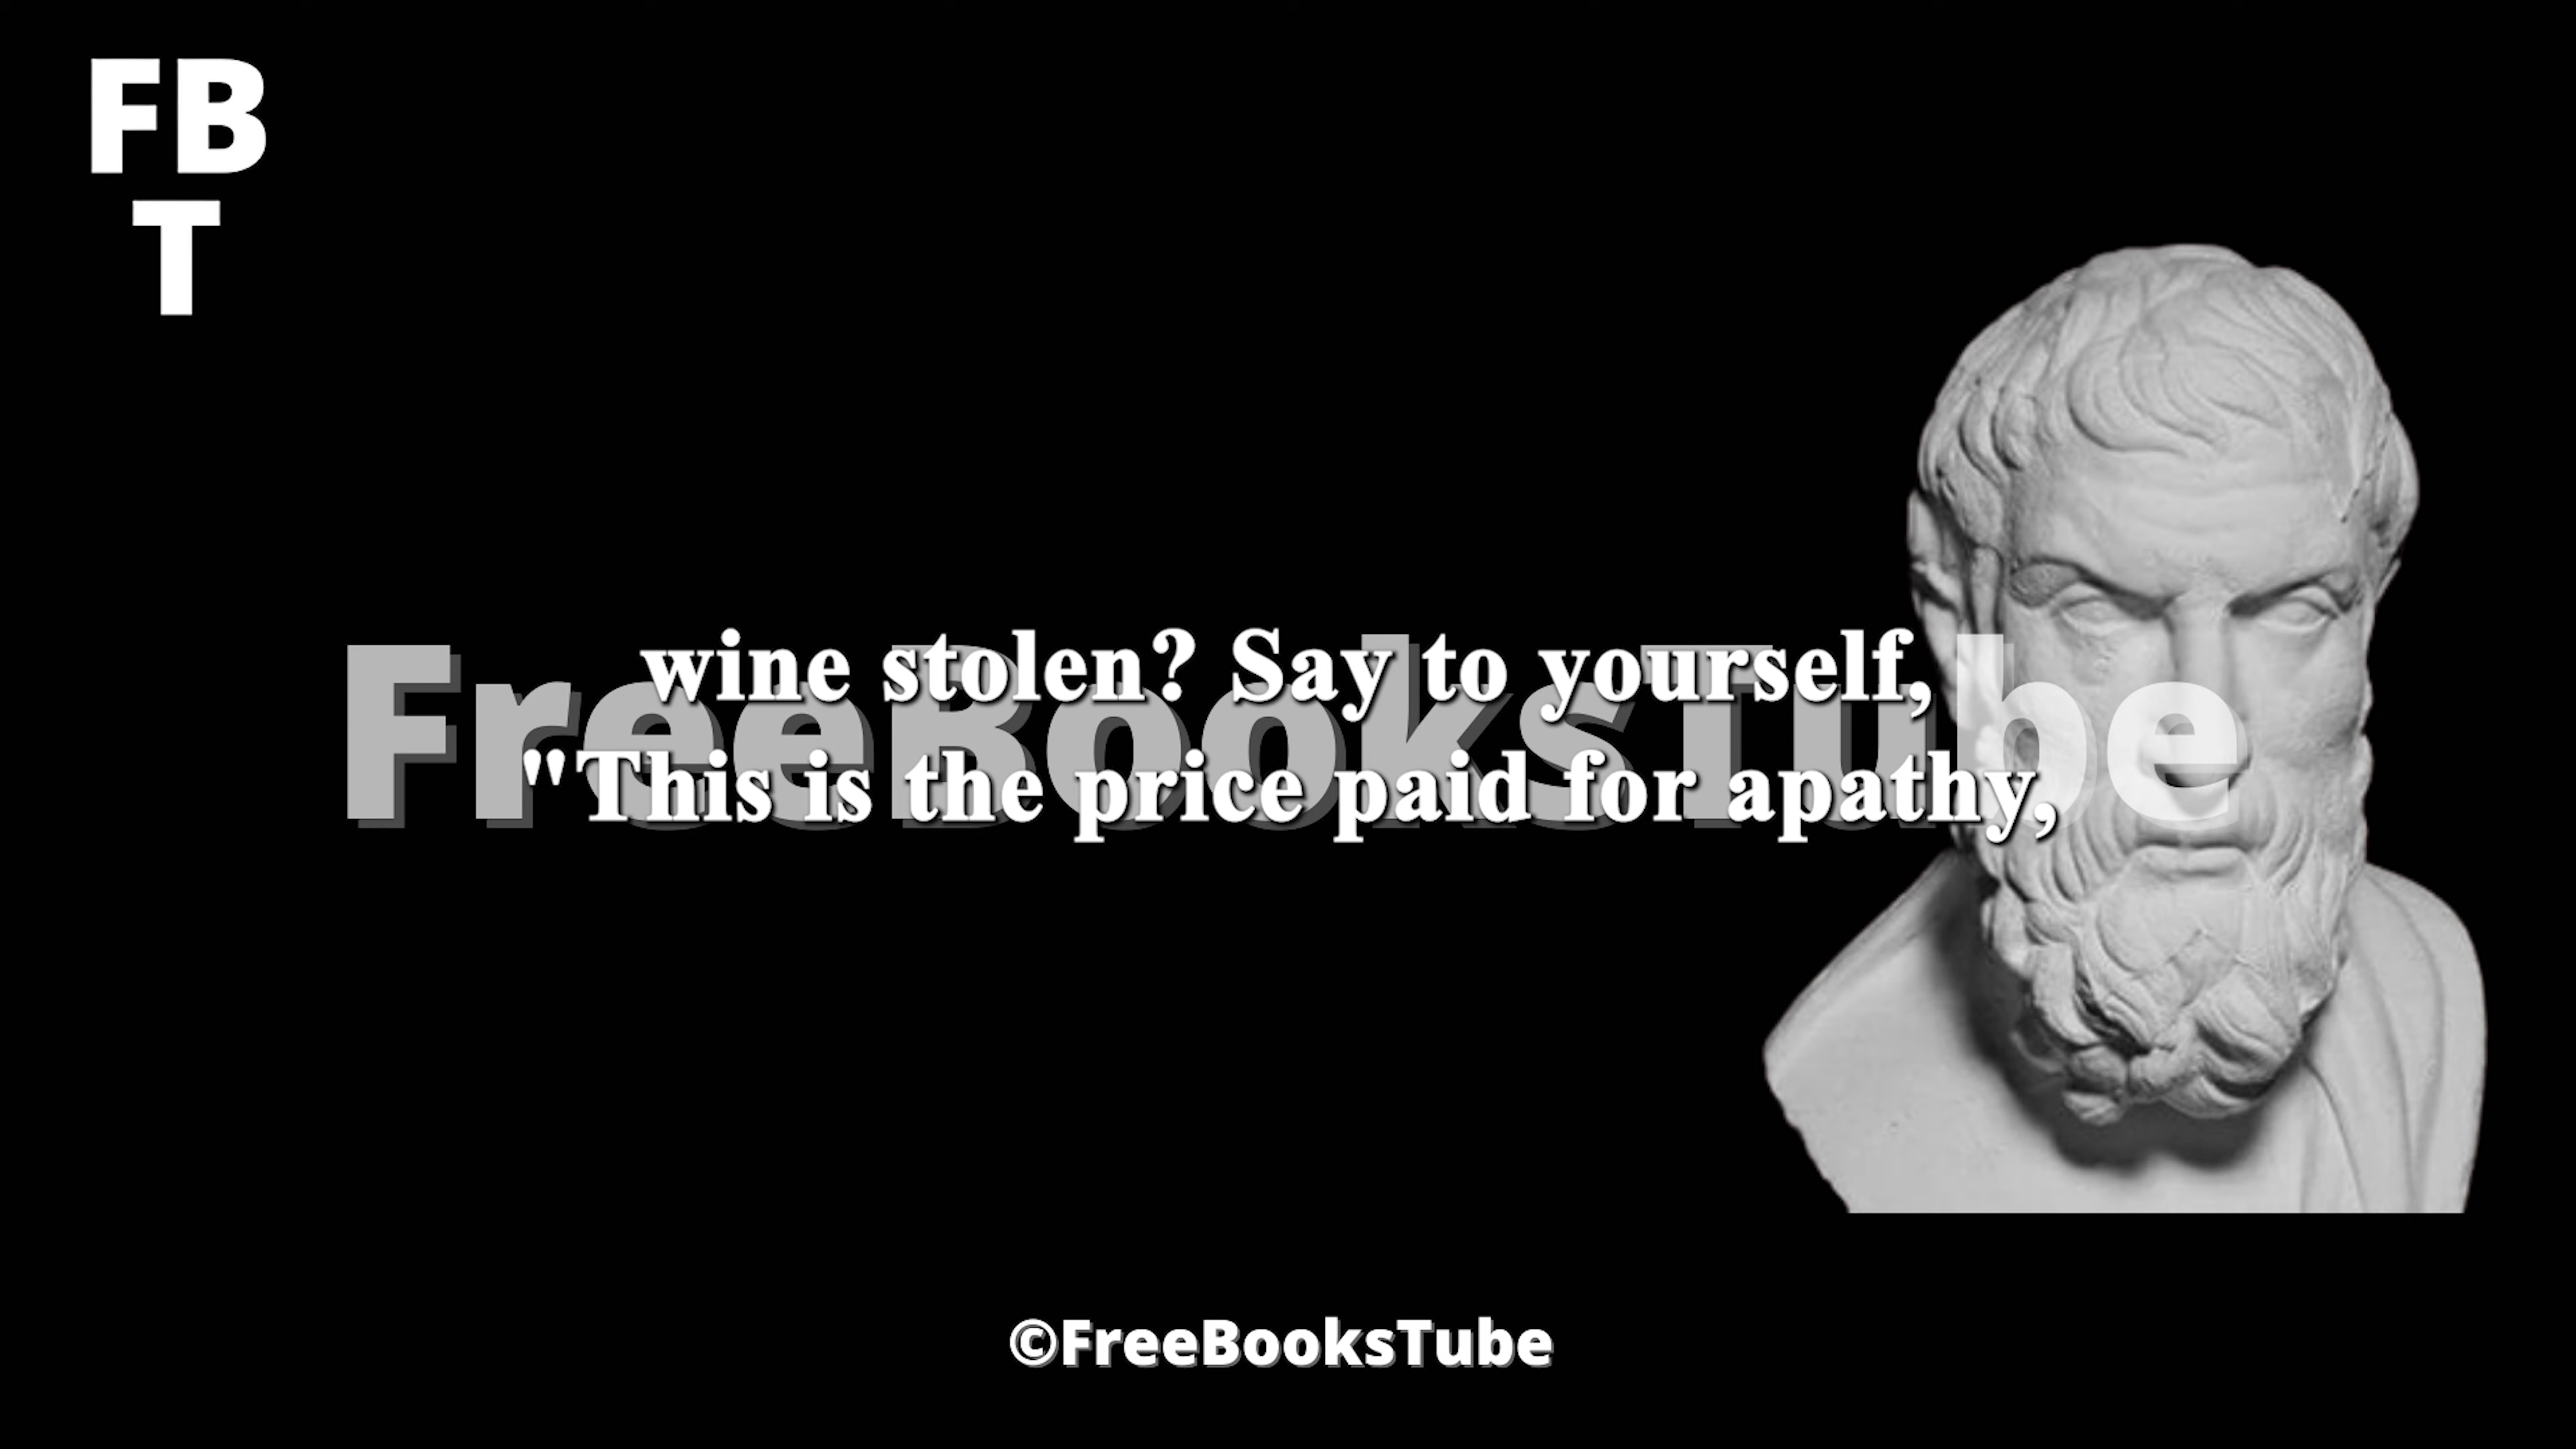 FB
T
wine stolen? Say to yourself,
FreeBooksTube
"This is the price paid for apathy,
©FreeBooksTube